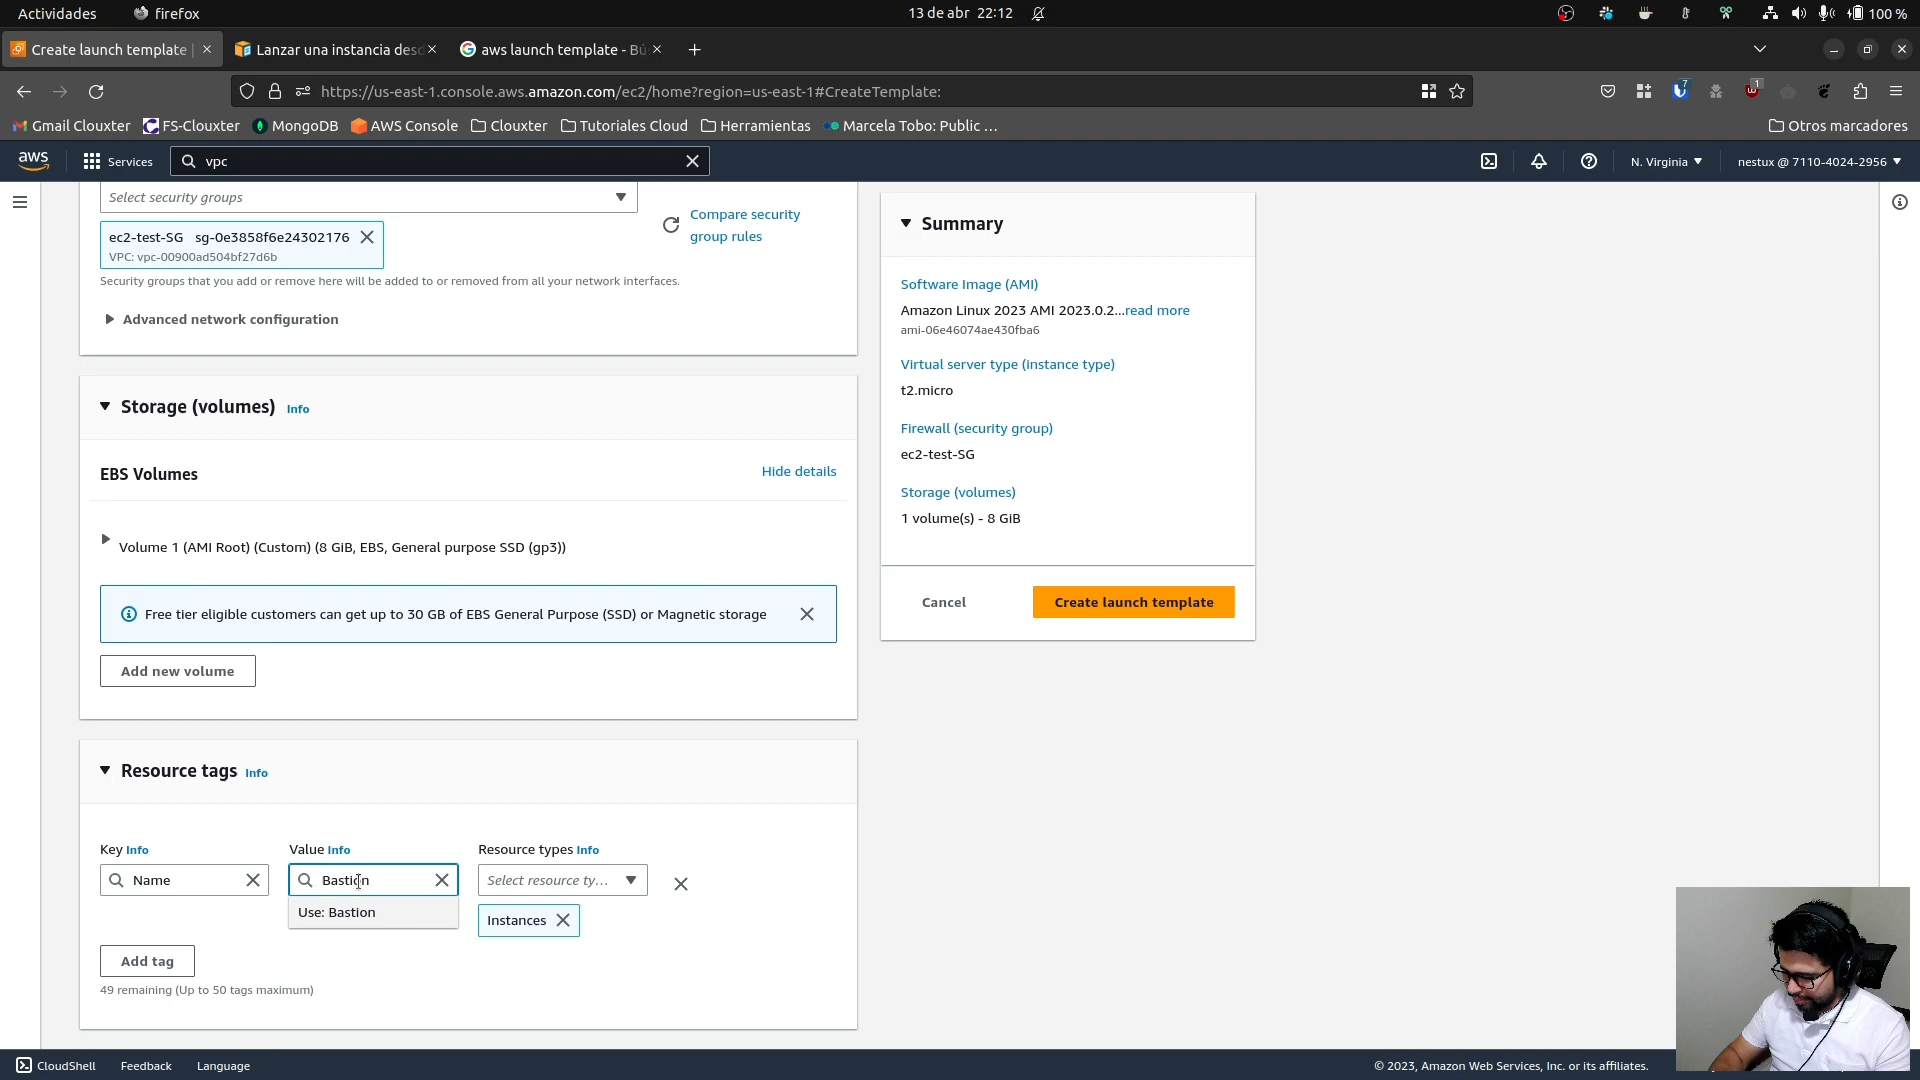 Actividades
firefox
13 de abr 22:12
100 %
Create launch template |
Lanzar una instancia desd
aws launch template - Bú
https://us-east-1.console.aws.amazon.com/ec2/home?region=us-east-1#CreateTemplate:
7
1
Gmail Clouxter
FS-Clouxter
MongoDB
AWS Console
Clouxter
Tutoriales Cloud
Herramientas
Marcela Tobo: Public …
Otros marcadores
aws
Services
vpc
N. Virginia
nestux @ 7110-4024-2956
Select security groups
ec2-test-SG sg-0e3858f6e24302176
VPC: vpc-00900ad504bf27d6b
Compare security
group rules
Security groups that you add or remove here will be added to or removed from all your network interfaces.
Advanced network configuration
Storage (volumes) Info
EBS Volumes
Hide details
Volume 1 (AMI Root) (Custom) (8 GiB, EBS, General purpose SSD (gp3))
Free tier eligible customers can get up to 30 GB of EBS General Purpose (SSD) or Magnetic storage
Add new volume
Resource tags Info
Key Info
Value Info
Resource types Info
Name
Bastion
Select resource ty...
Use: Bastion
Instances
Add tag
49 remaining (Up to 50 tags maximum)
Summary
Software Image (AMI)
Amazon Linux 2023 AMI 2023.0.2...read more
ami-06e46074ae430fba6
Virtual server type (instance type)
t2.micro
Firewall (security group)
ec2-test-SG
Storage (volumes)
1 volume(s) - 8 GiB
Cancel
Create launch template
CloudShell
Feedback
Language
© 2023, Amazon Web Services, Inc. or its affiliates.